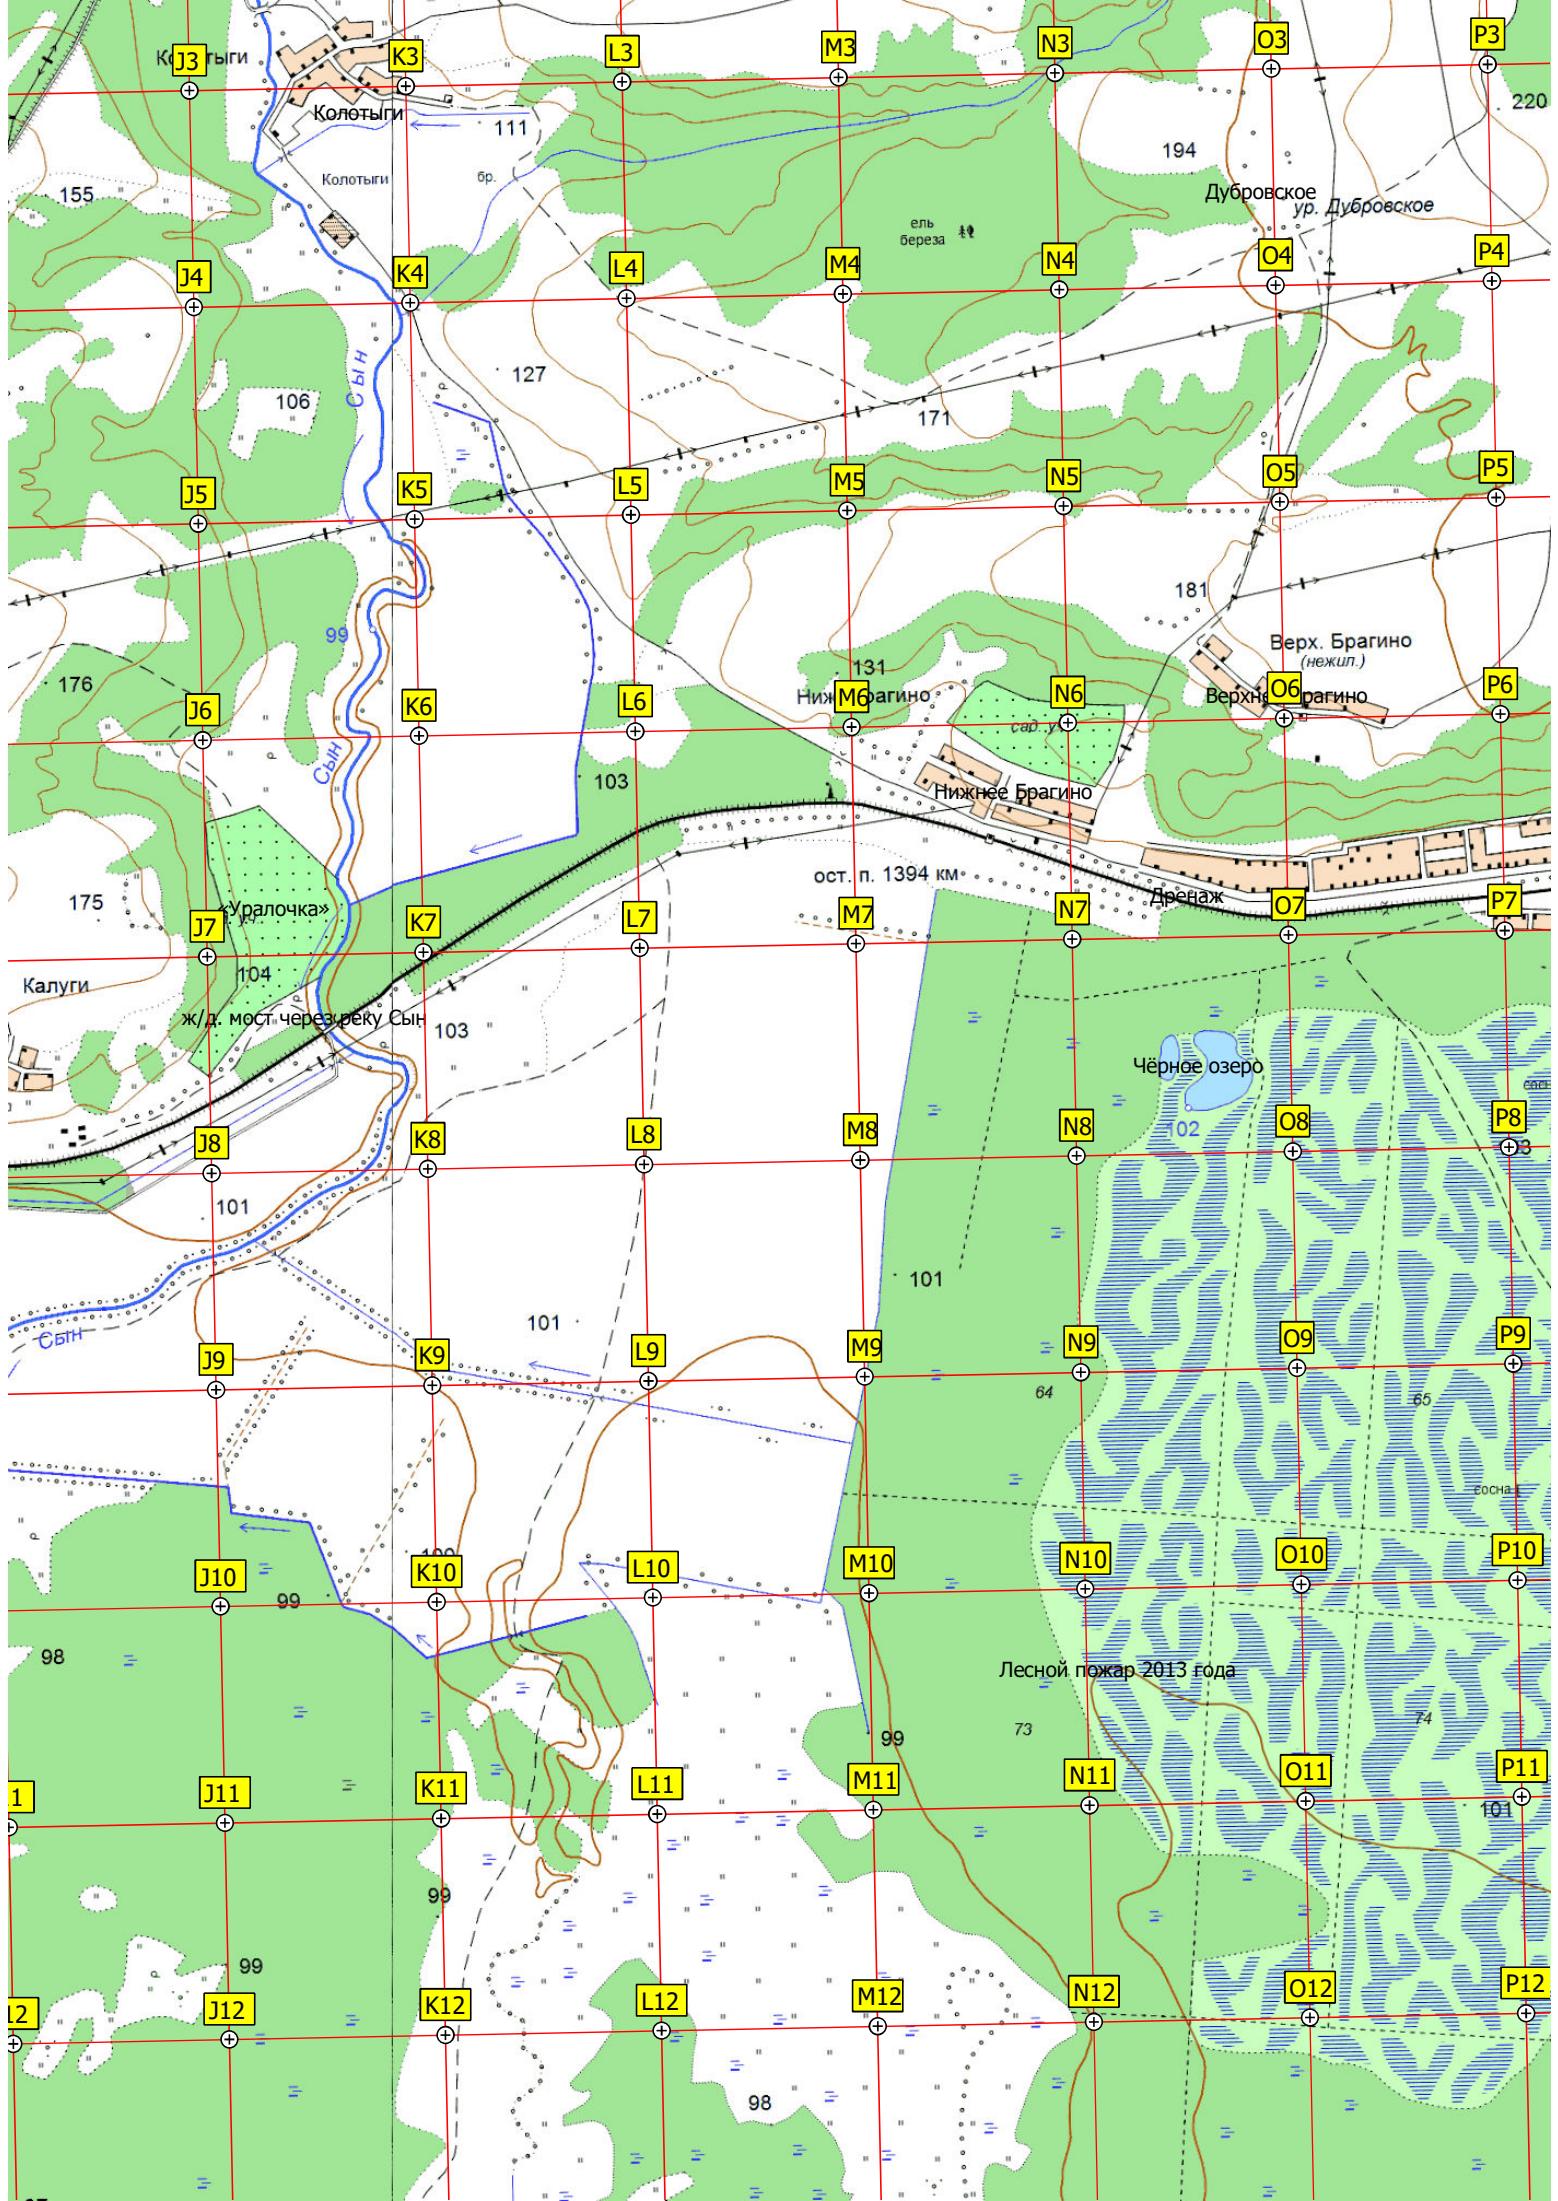 J3
K3
L3
M3
N3
O3
P3
Колотыги
111
220
155
Колотыги
бр.
194
Дубровское
ур. Дубровское
ель
береза
J4
K4
L4
M4
N4
O4
P4
Сын
127
106
171
J5
K5
L5
M5
N5
O5
P5
99
181
Верх. Брагино
(нежил.)
176
131
J6
K6
L6
M6
N6
O6
P6
Сын
103
Нижнее Брагино
ост. п. 1394 км
175
«Уралочка»
Дренаж
J7
K7
L7
M7
N7
O7
P7
104
Калуги
ж/д. мост через реку Сын
103
Чёрное озеро
102
J8
K8
L8
M8
N8
O8
P8
101
101
101
Сын
J9
K9
L9
M9
N9
O9
P9
64
65
сосна
J10
K10
L10
M10
N10
O10
P10
99
98
Лесной пожар 2013 года
73
74
99
1
J11
K11
L11
M11
N11
O11
P11
101
99
99
12
J12
K12
L12
M12
N12
O12
P12
98